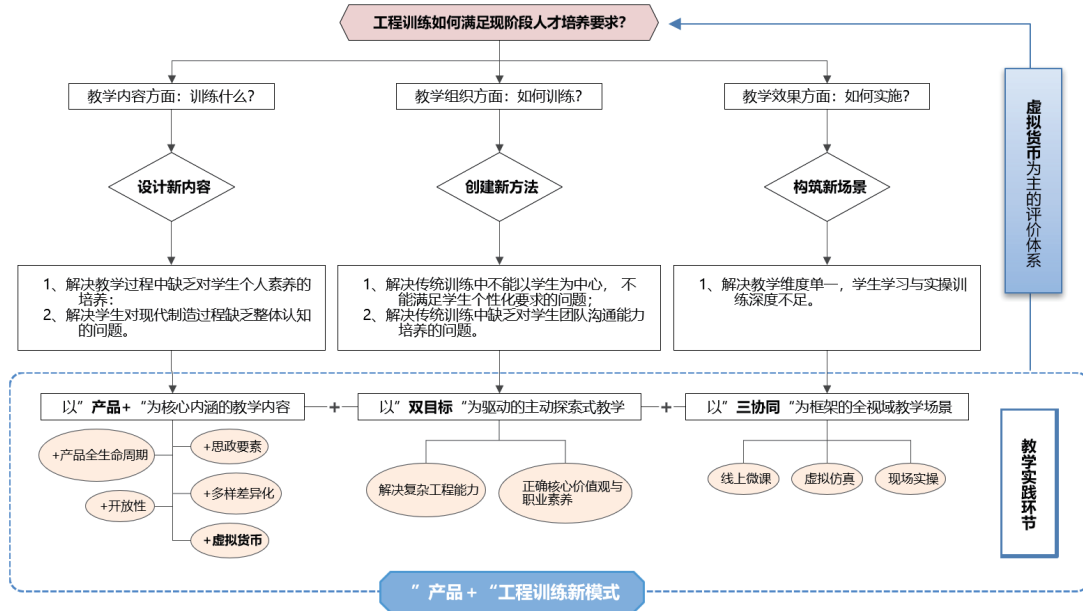 工程训练如何满足现阶段人才培养要求？
教学内容方面：训练什么？
教学组织方面：如何训练？
教学效果方面：如何实施？
设计新内容
创建新方法
构筑新场景
1、解决教学过程中缺乏对学生个人素养的
培养：
2、解决学生对现代制造过程缺乏整体认知
的问题。
1、解决传统训练中不能以学生为中心， 不
能满足学生个性化要求的问题；
2、解决传统训练中缺乏对学生团队沟通能力
培养的问题。
1、解决教学维度单一，学生学习与实操训
练深度不足。
虚拟货币为主的评价体系
以”产品+“为核心内涵的教学内容
+
以”双目标“为驱动的主动探索式教学
+
以”三协同“为框架的全视域教学场景
+产品全生命周期
+思政要素
+多样差异化
+开放性
+虚拟货币
解决复杂工程能力
正确核心价值观与
职业素养
线上微课
虚拟仿真
现场实操
教学实践环节
”产品+“工程训练新模式